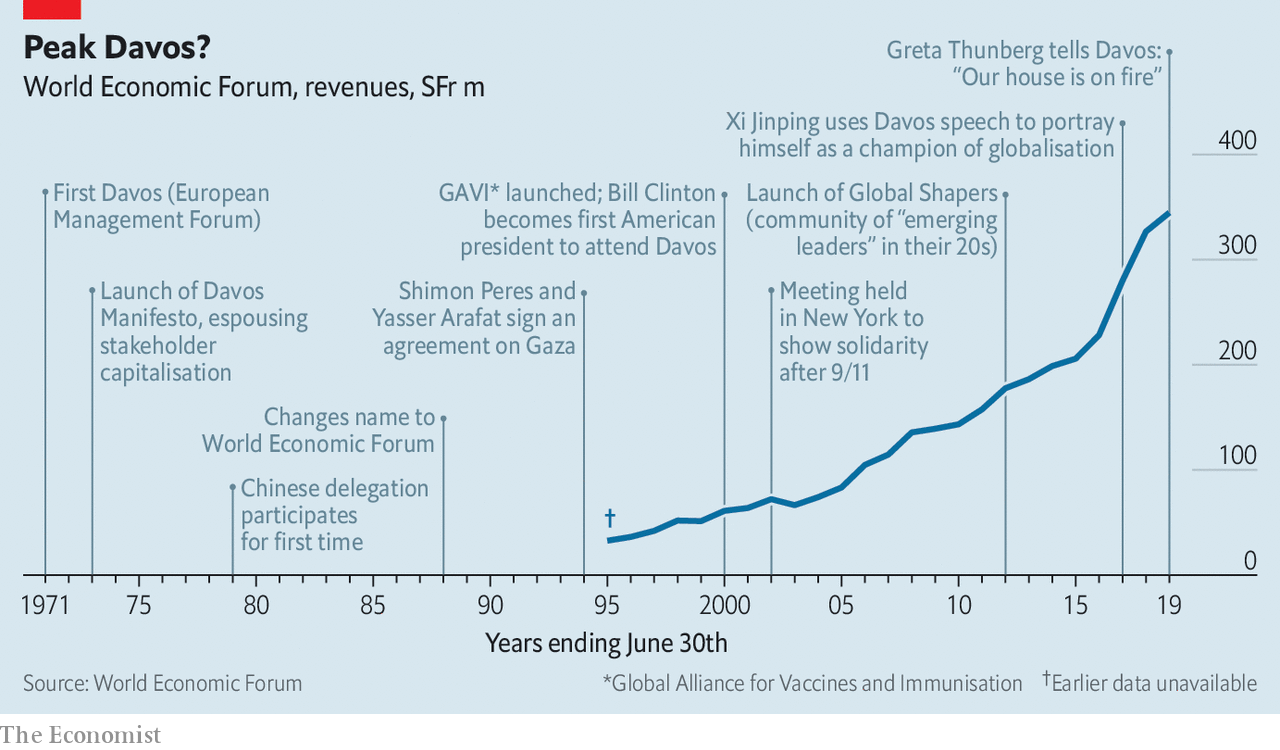 Peak Davos?
World Economic Forum, revenues, SFr m
Greta Thunberg tells Davos:
“Our house is on fire”
Xi Jinping uses Davos speech to portray
himself as a champion of globalisation
First Davos (European
Management Forum)
GAVI* launched; Bill Clinton
becomes first American
president to attend Davos
Launch of Global Shapers
(community of “emerging
leaders” in their 20s)
Launch of Davos
Manifesto, espousing
stakeholder
capitalisation
Shimon Peres and
Yasser Arafat sign an
agreement on Gaza
Meeting held
in New York to
show solidarity
after 9/11
Changes name to
World Economic Forum
Chinese delegation
participates
for first time
†
400
300
200
100
0
1971 75 80 85 90 95 2000 05 10 15 19
Years ending June 30th
Source: World Economic Forum
*Global Alliance for Vaccines and Immunisation †Earlier data unavailable
The Economist